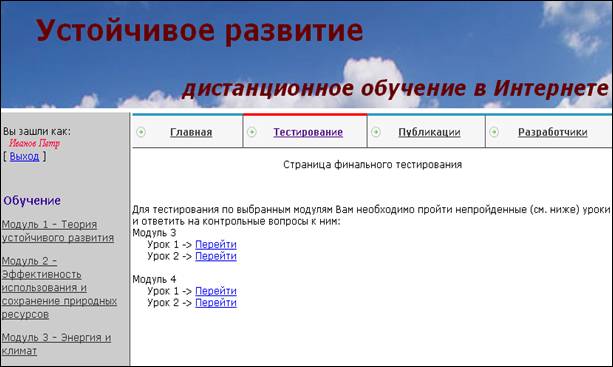 Устойчивое развитие
дистанционное обучение в Интернете
Вы зашли как:
Иванов Петр
[ Выход ]
Обучение
Модуль 1 - Теория
устойчивого развития
Модуль 2 -
Эффективность
использования и
сохранение природных
ресурсов
Модуль 3 - Энергия и
климат
Главная
Тестирование
Публикации
Разработчики
Страница финального тестирования
Для тестирования по выбранным модулям Вам необходимо пройти непройденные (см. ниже) уроки
и ответить на контрольные вопросы к ним:
Модуль 3
Урок 1 -> Перейти
Урок 2 -> Перейти
Модуль 4
Урок 1 -> Перейти
Урок 2 -> Перейти